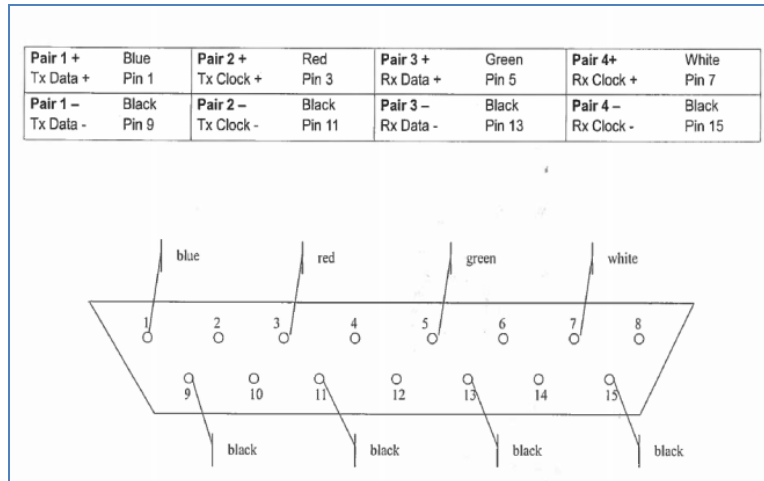 Pair 1 + Blue Pair 2 + Red Pair 3 + Green Pair 4+ White
Tx Data + Pin 1 Tx Clock + Pin 3 Rx Data + Pin 5 Rx Clock + Pin 7
Pair 1 – Black Pair 2 – Black Pair 3 – Black Pair 4 – Black
Tx Data - Pin 9 Tx Clock - Pin 11 Rx Data - Pin 13 Rx Clock - Pin 15
blue red green white
1 2 3 4 5 6 7 8
9 10 11 12 13 14 15
black black black black